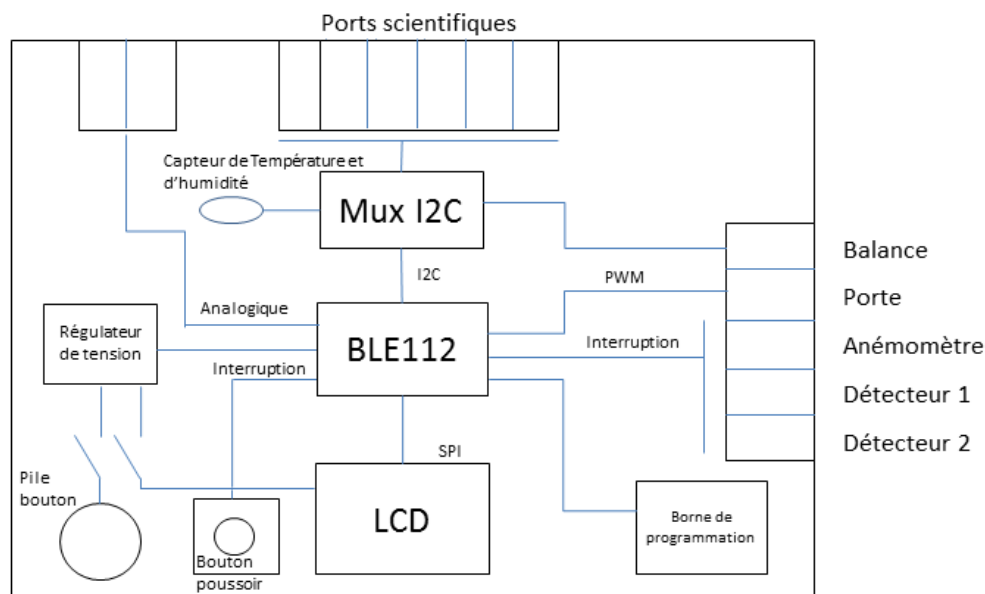 Ports scientifiques
Capteur de Température et
d'humidité
Mux I2C
I2C
PWM
Balance
Porte
Anémomètre
Détecteur 1
Détecteur 2
Analogique
Régulateur
de tension
BLE112
Interruption
Interruption
SPI
Pile
bouton
LCD
Bouton
poussoir
Borne de
programmation